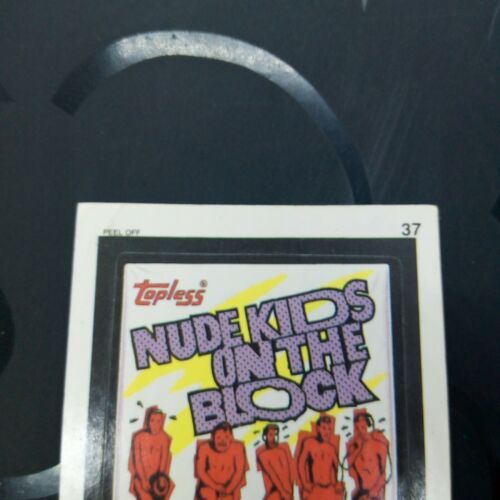 PEEL OFF
37
Topless®
NUDE KIDS
ON THE
BLOCK